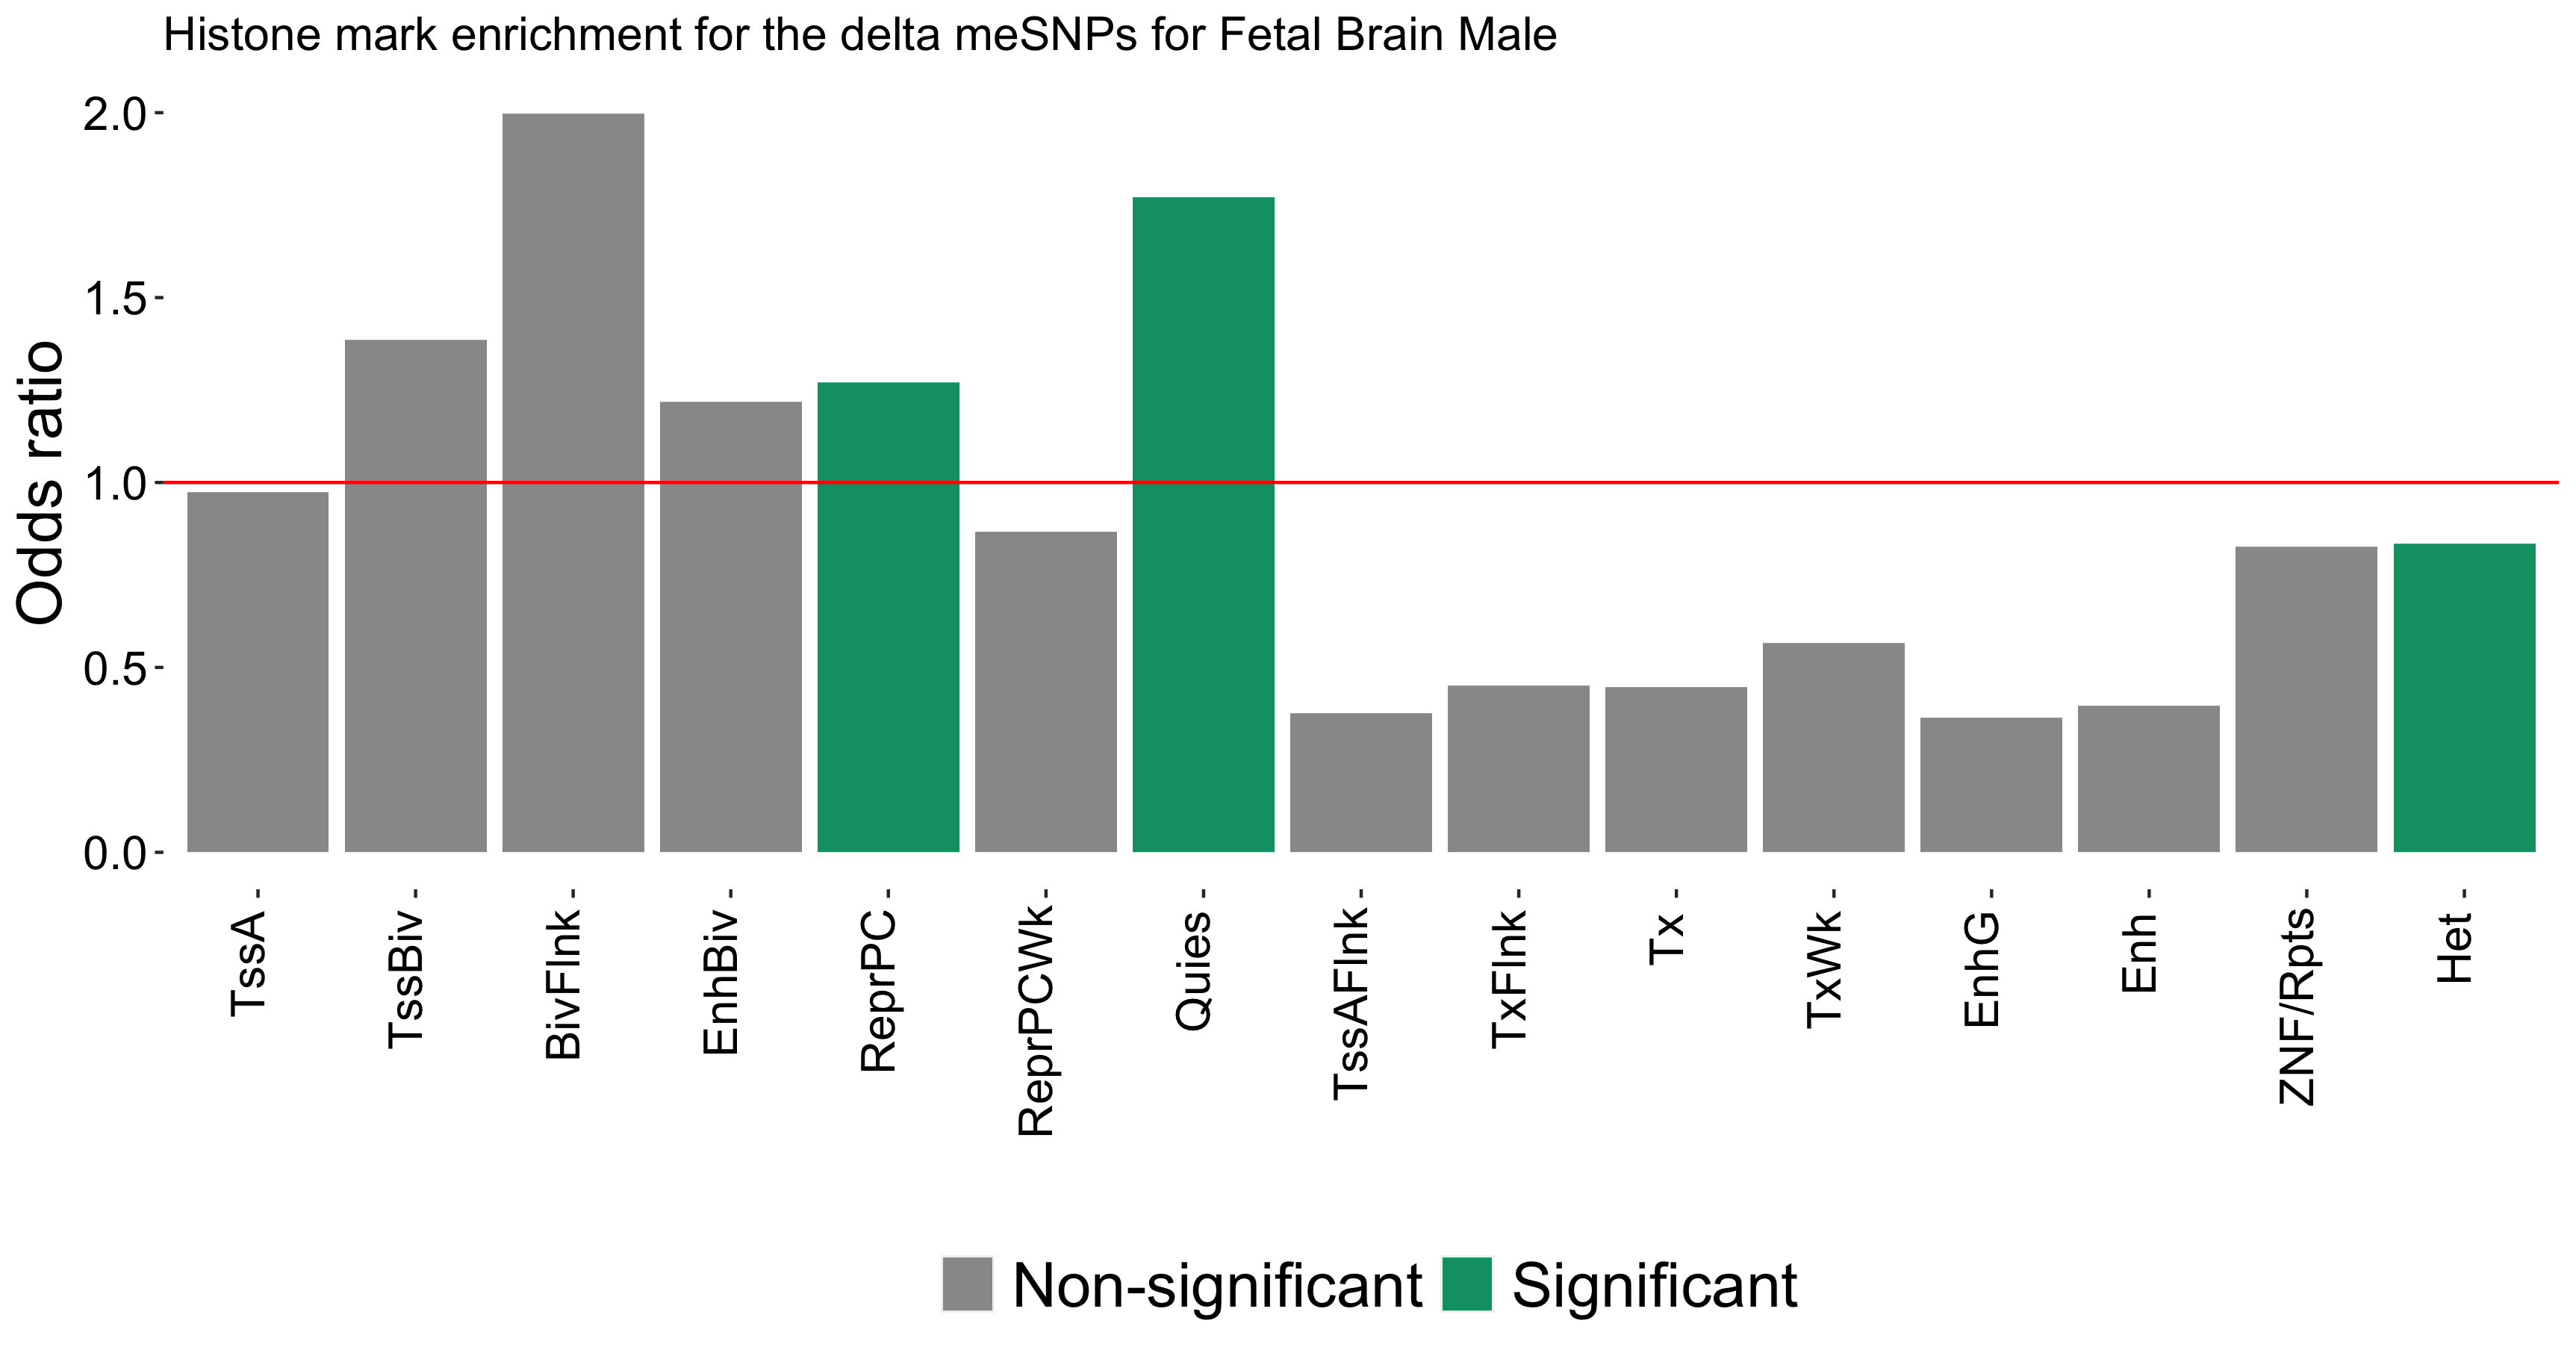 Histone mark enrichment for the delta meSNPs for Fetal Brain Male
Odds ratio
2.0
1.5
1.0
0.5
0.0
TssA
TssBiv
BivFlnk
EnhBiv
ReprPC
ReprPCWk
Quies
TssAFlnk
TxFlnk
Tx
TxWk
EnhG
Enh
ZNF/Rpts
Het
Non-significant
Significant